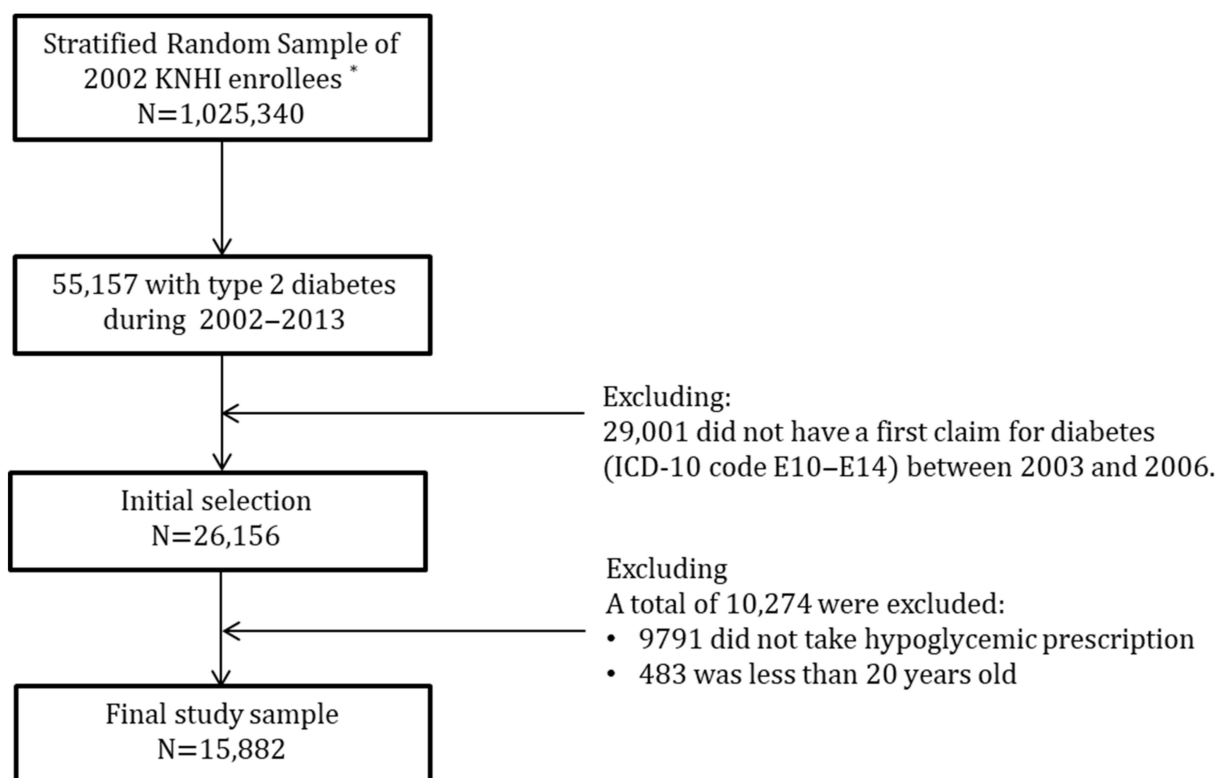 Stratified Random Sample of
2002 KNHI enrollees *
N=1,025,340
55,157 with type 2 diabetes
during 2002–2013
Excluding:
29,001 did not have a first claim for diabetes
(ICD-10 code E10–E14) between 2003 and 2006.
Initial selection
N=26,156
Excluding
A total of 10,274 were excluded:
• 9791 did not take hypoglycemic prescription
• 483 was less than 20 years old
Final study sample
N=15,882